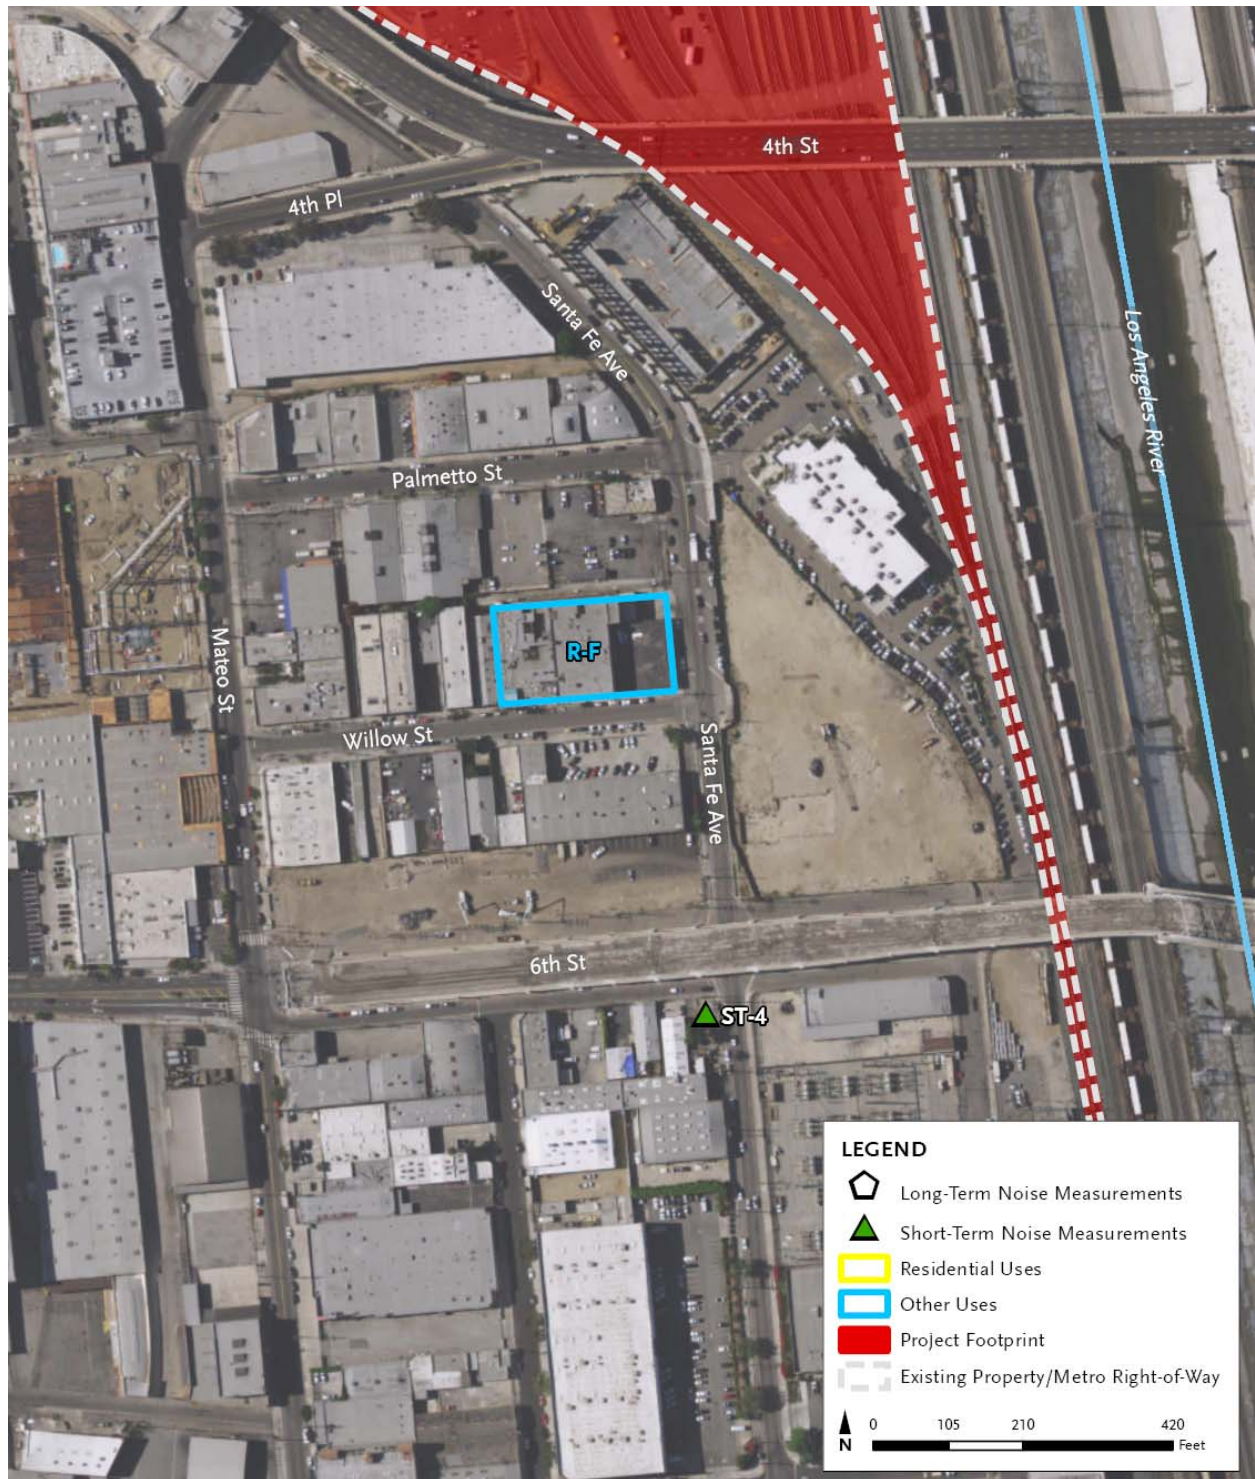 4th St
4th Pl
Santa Fe Ave
Los Angeles River
Palmetto St
Mateo St
R-F
Willow St
Santa Fe Ave
6th St
ST-4
LEGEND
Long-Term Noise Measurements
Short-Term Noise Measurements
Residential Uses
Other Uses
Project Footprint
Existing Property/Metro Right-of-Way
N
0 105 210 420
Feet